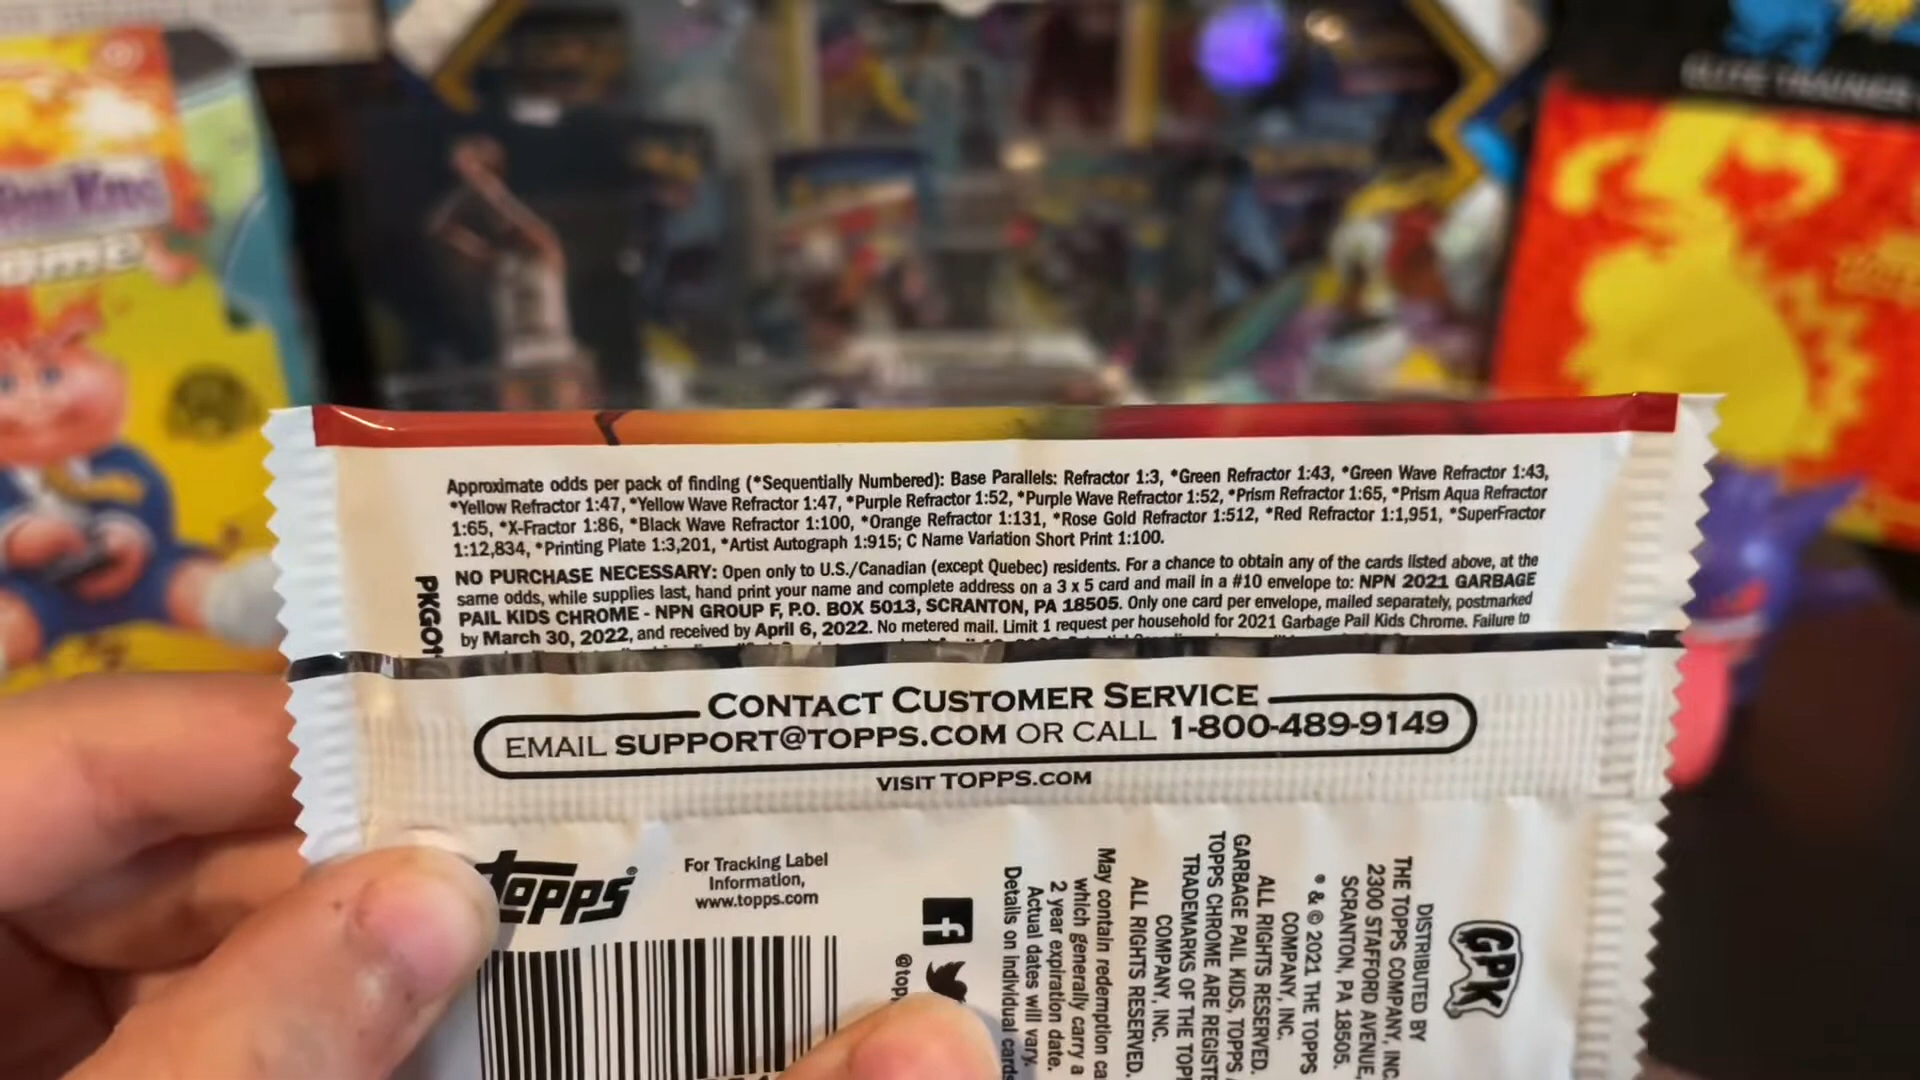 ELITE TRAINER
Approximate odds per pack of finding (*Sequentially Numbered): Base Parallels: Refractor 1:3, *Green Refractor 1:43, *Green Wave Refractor 1:43,
*Yellow Refractor 1:47, *Yellow Wave Refractor 1:47, *Purple Refractor 1:52, *Purple Wave Refractor 1:52, *Prism Refractor 1:65, *Prism Aqua Refractor
1:65, *X-Fractor 1:86, *Black Wave Refractor 1:100, *Orange Refractor 1:131, *Rose Gold Refractor 1:512, *Red Refractor 1:1,951, *SuperFractor
1:12,834, *Printing Plate 1:3,201, *Artist Autograph 1:915; C Name Variation Short Print 1:100.
NO PURCHASE NECESSARY: Open only to U.S./Canadian (except Quebec) residents. For a chance to obtain any of the cards listed above, at the
same odds, while supplies last, hand print your name and complete address on a 3 x 5 card and mail in a #10 envelope to: NPN 2021 GARBAGE
PAIL KIDS CHROME - NPN GROUP F, P.O. BOX 5013, SCRANTON, PA 18505. Only one card per envelope, mailed separately, postmarked
by March 30, 2022, and received by April 6, 2022. No metered mail. Limit 1 request per household for 2021 Garbage Pail Kids Chrome. Failure to
PKG01
CONTACT CUSTOMER SERVICE
EMAIL SUPPORT@TOPPS.COM OR CALL 1-800-489-9149
VISIT TOPPS.COM
TOPPS®
For Tracking Label
Information,
www.topps.com
f
@top
May contain redemption ca
which generally carry a
2 year expiration date.
Actual dates will vary.
Details on individual cards
GARBAGE PAIL KIDS, TOPPS
TOPPS CHROME ARE REGISTE
TRADEMARKS OF THE TOP
COMPANY, INC.
ALL RIGHTS RESERVED.
DISTRIBUTED BY
THE TOPPS COMPANY, INC
2300 STAFFORD AVENUE,
SCRANTON, PA 18505.
® & © 2021 THE TOPPS
COMPANY, INC.
ALL RIGHTS RESERVED.
GPK